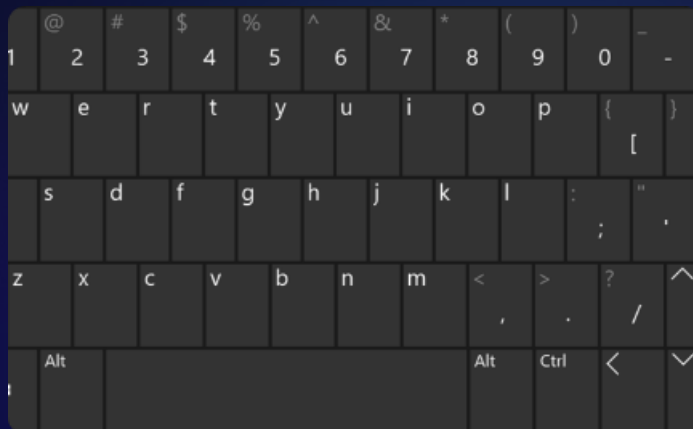 @ # $ % ^ & * ( ) _
1 2 3 4 5 6 7 8 9 0 -
w e r t y u i o p { }
[
s d f g h j k l : "
; '
z x c v b n m < > ?
, . /
Alt Alt Ctrl